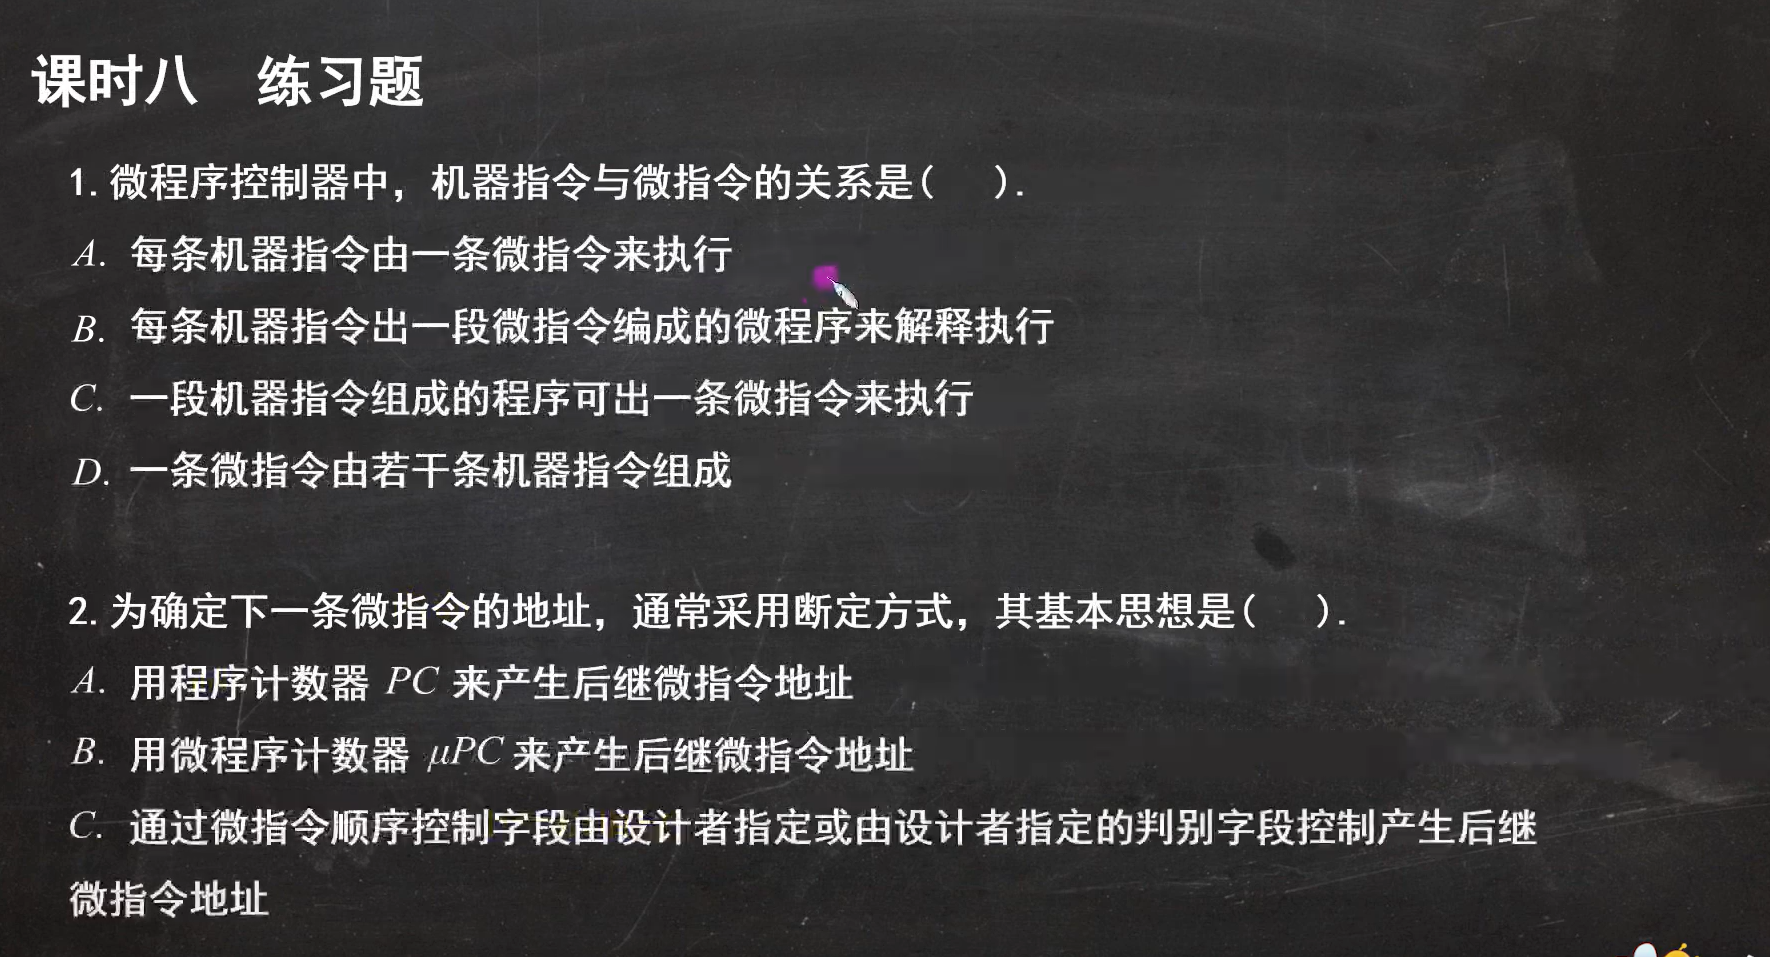 课时八 练习题
1.微程序控制器中，机器指令与微指令的关系是( ).
A. 每条机器指令由一条微指令来执行
B. 每条机器指令出一段微指令编成的微程序来解释执行
C. 一段机器指令组成的程序可出一条微指令来执行
D. 一条微指令由若干条机器指令组成
2.为确定下一条微指令的地址，通常采用断定方式，其基本思想是( ).
A. 用程序计数器 PC 来产生后继微指令地址
B. 用微程序计数器 μPC 来产生后继微指令地址
C. 通过微指令顺序控制字段由设计者指定或由设计者指定的判别字段控制产生后继
微指令地址